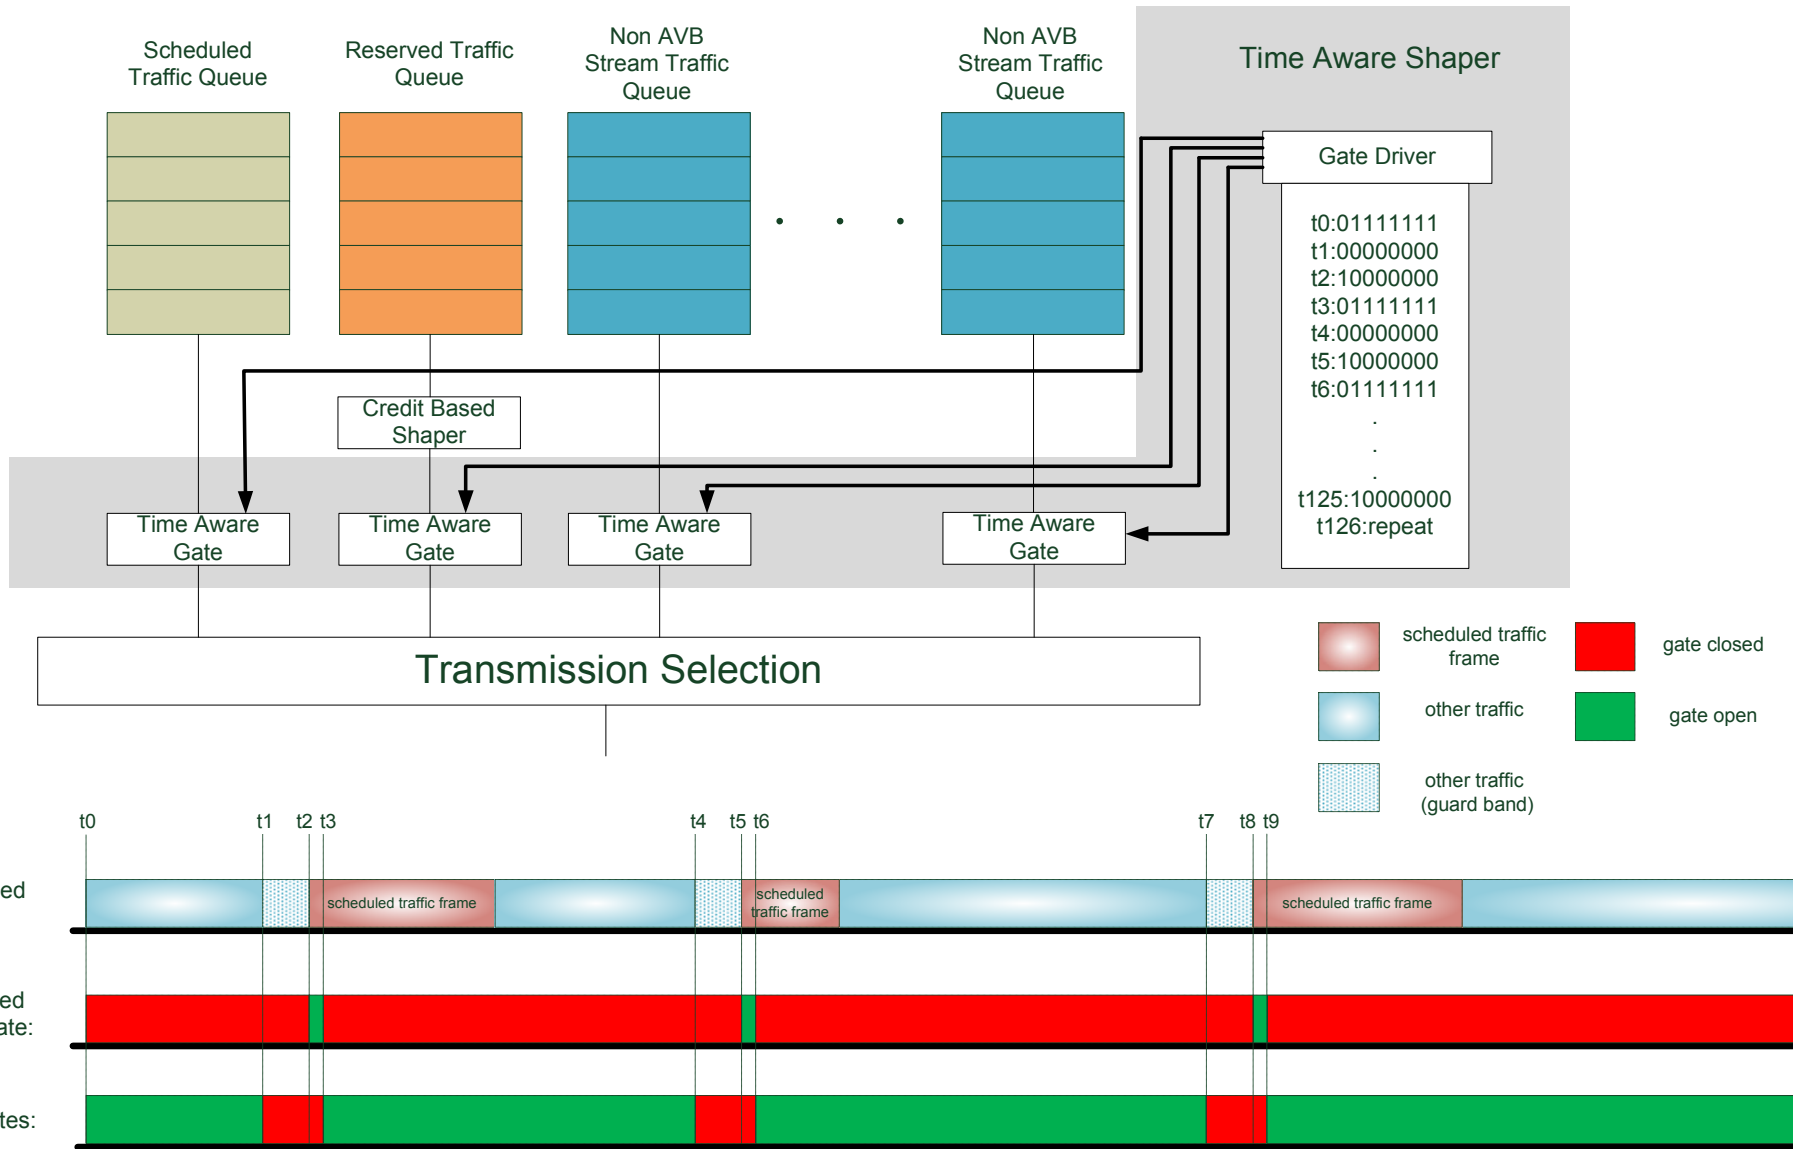 Scheduled
Traffic Queue
Reserved Traffic
Queue
Non AVB
Stream Traffic
Queue
Non AVB
Stream Traffic
Queue
Time Aware Shaper
Gate Driver
t0:01111111
t1:00000000
t2:10000000
t3:01111111
t4:00000000
t5:10000000
t6:01111111
.
.
.
t125:10000000
t126:repeat
. . .
Credit Based
Shaper
Time Aware
Gate
Time Aware
Gate
Time Aware
Gate
Time Aware
Gate
Transmission Selection
scheduled traffic
frame
gate closed
other traffic
gate open
other traffic
(guard band)
t0
t1
t2
t3
t4
t5
t6
t7
t8
t9
ed
scheduled traffic frame
scheduled
traffic frame
scheduled traffic frame
ed
ate:
tes: